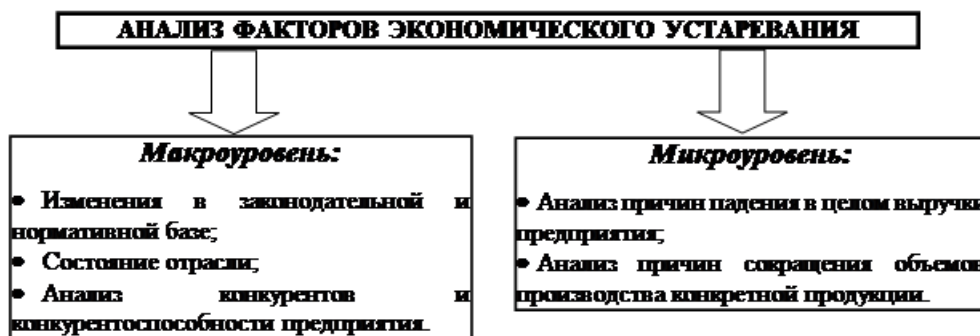 АНАЛИЗ ФАКТОРОВ ЭКОНОМИЧЕСКОГО УСТАРЕВАНИЯ
Макроуровень:
• Изменения в законодательной и
нормативной базе;
• Состояние отрасли;
• Анализ конкурентов и
конкурентоспособности предприятия.
Микроуровень:
• Анализ причин падения в целом выручки
предприятия;
• Анализ причин сокращения объемов
производства конкретной продукции.